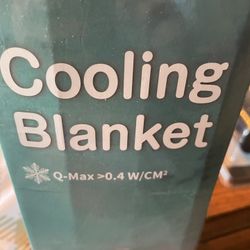 Cooling
Blanket
Q-Max >0.4 W/CM²